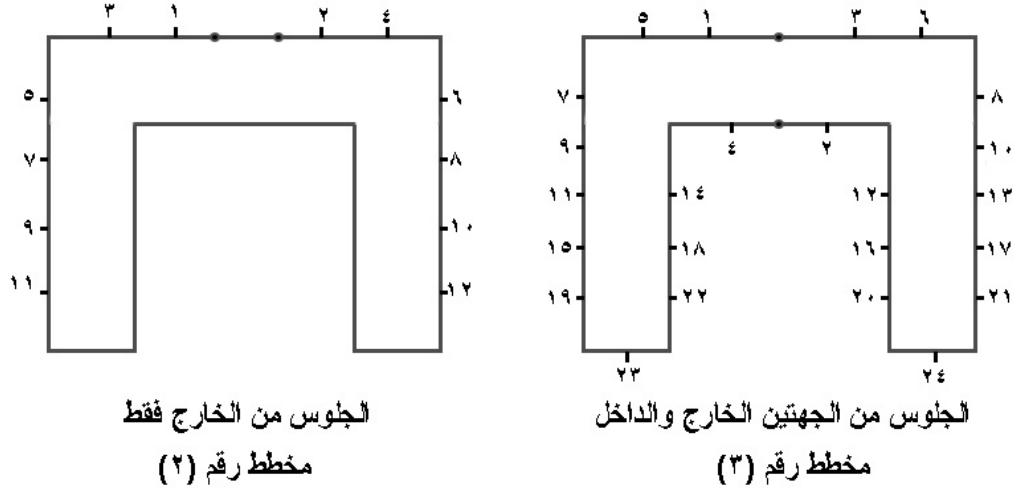 ٣ ١ ٢ ٤
٥ ٦
٧ ٨
٩ ١٠
١١ ١٢
الجلوس من الخارج فقط
مخطط رقم (٢)
٥ ١ ٣ ٦
٧ ٨
٤ ٢
٩ ١٠
١١ ١٤ ١٢ ١٣
١٥ ١٨ ١٦ ١٧
١٩ ٢٢ ٢٠ ٢١
٢٣ ٢٤
الجلوس من الجهتين الخارج والداخل
مخطط رقم (٣)